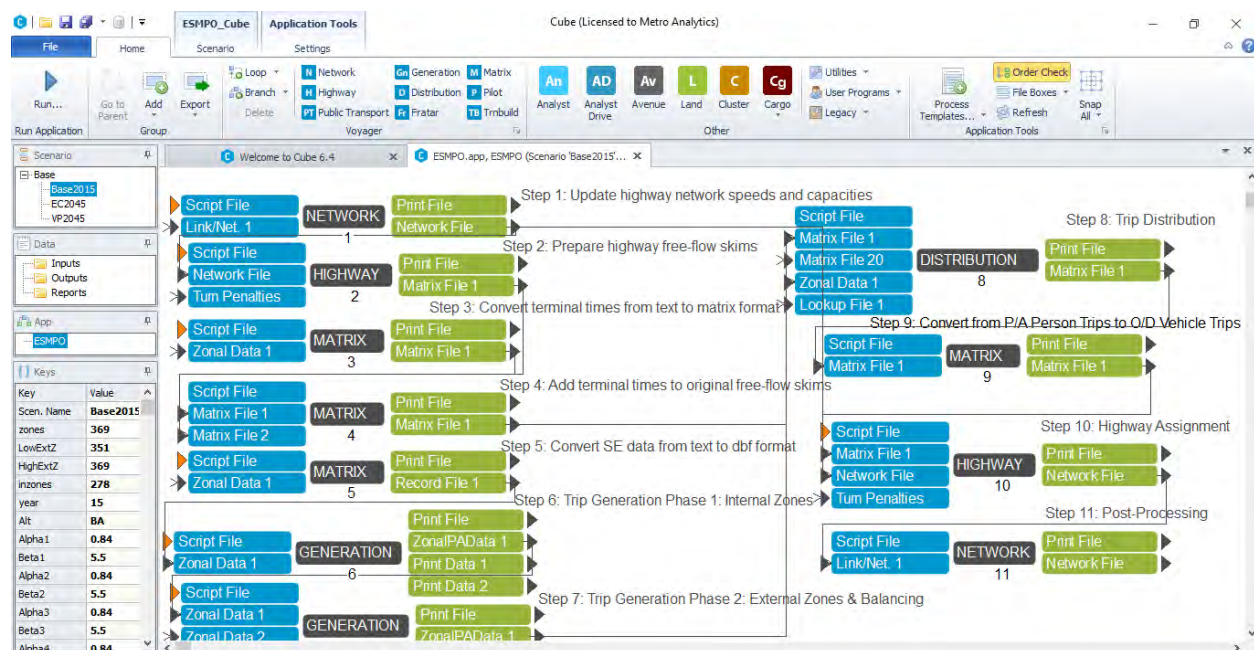 ESMPO_Cube Application Tools Cube (Licensed to Metro Analytics)
File Home Scenario Settings
Run...
Go to Parent
Add
Export
Loop
Branch
Delete
N Network
H Highway
PT Public Transport
Gn Generation
D Distribution
Fr Fratar
M Matrix
P Pilot
TB Trnbuild
An
Analyst
AD
Analyst Drive
Av
Avenue
L
Land
C
Cluster
Cg
Cargo
Utilities
User Programs
Legacy
Process Templates...
Order Check
File Boxes
Refresh
Snap All
Run Application Group Voyager Other Application Tools
Scenario
Base
Base2015
EC2045
VP2045
Data
Inputs
Outputs
Reports
App
ESMPO
Keys
Key Value
Scen. Name Base2015
zones 369
LowExtZ 351
HighExtZ 369
inzones 278
year 15
Alt BA
Alpha1 0.84
Beta1 5.5
Alpha2 0.84
Beta2 5.5
Alpha3 0.84
Beta3 5.5
Alpha4 0.84
Welcome to Cube 6.4
ESMPO.app, ESMPO (Scenario 'Base2015'...
Step 1: Update highway network speeds and capacities
Script File
Link/Net. 1
NETWORK
1
Print File
Network File
Step 2: Prepare highway free-flow skims
Script File
Network File
Turn Penalties
HIGHWAY
2
Print File
Matrix File 1
Step 3: Convert terminal times from text to matrix format
Script File
Zonal Data 1
MATRIX
3
Print File
Matrix File 1
Step 4: Add terminal times to original free-flow skims
Script File
Matrix File 1
Matrix File 2
MATRIX
4
Print File
Matrix File 1
Step 5: Convert SE data from text to dbf format
Script File
Zonal Data 1
MATRIX
5
Print File
Record File 1
Step 6: Trip Generation Phase 1: Internal Zones
Script File
Zonal Data 1
GENERATION
6
Print File
ZonalPAData 1
Print Data 1
Print Data 2
Step 7: Trip Generation Phase 2: External Zones & Balancing
Script File
Zonal Data 1
Zonal Data 2
GENERATION
Print File
ZonalPAData 1
Step 8: Trip Distribution
Script File
Matrix File 1
Matrix File 20
Zonal Data 1
Lookup File 1
DISTRIBUTION
8
Print File
Matrix File 1
Step 9: Convert from P/A Person Trips to O/D Vehicle Trips
Script File
Matrix File 1
MATRIX
9
Print File
Matrix File 1
Step 10: Highway Assignment
Script File
Matrix File 1
Network File
Turn Penalties
HIGHWAY
10
Print File
Network File
Step 11: Post-Processing
Script File
Link/Net. 1
NETWORK
11
Print File
Network File